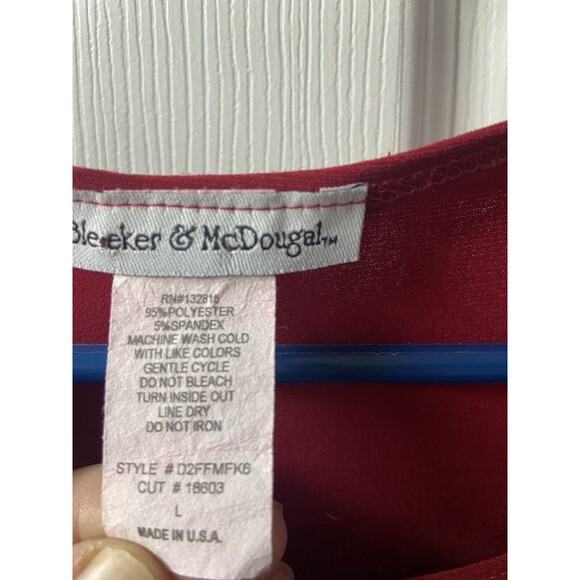 Bleeker & McDougal™
RN#132815
95%POLYESTER
5%SPANDEX
MACHINE WASH COLD
WITH LIKE COLORS
GENTLE CYCLE
DO NOT BLEACH
TURN INSIDE OUT
LINE DRY
DO NOT IRON
STYLE # D2FFMFK6
CUT # 18603
L
MADE IN U.S.A.